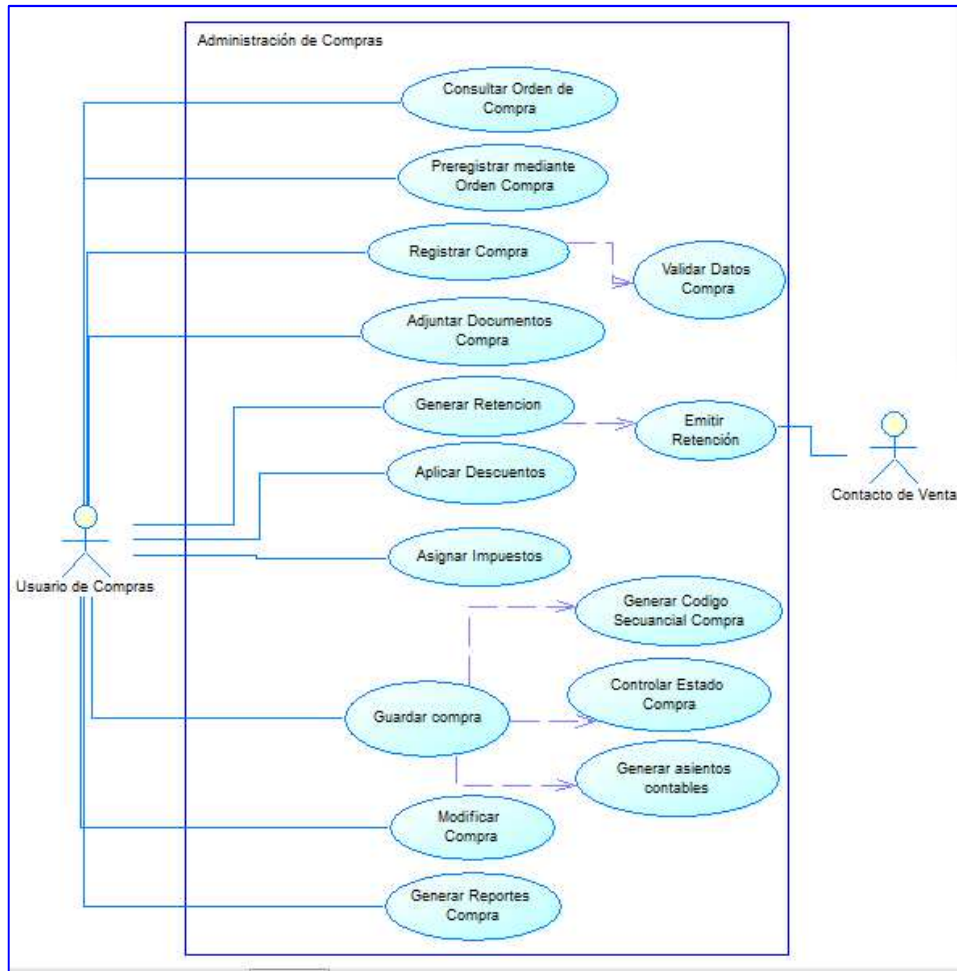 Administración de Compras
Consultar Orden de
Compra
Preregistrar mediante
Orden Compra
Registrar Compra
Validar Datos
Compra
Adjuntar Documentos
Compra
Generar Retencion
Emitir
Retención
Aplicar Descuentos
Contacto de Venta
Asignar Impuestos
Usuario de Compras
Generar Codigo
Secuancial Compra
Controlar Estado
Compra
Guardar compra
Generar asientos
contables
Modificar
Compra
Generar Reportes
Compra